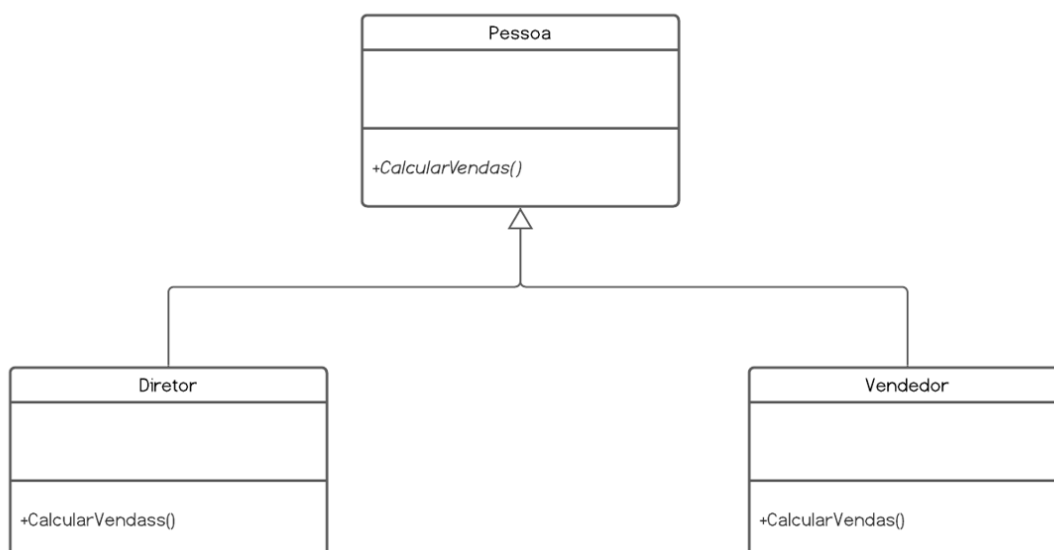 Pessoa
+CalcularVendas()
Diretor
Vendedor
+CalcularVendass()
+CalcularVendas()